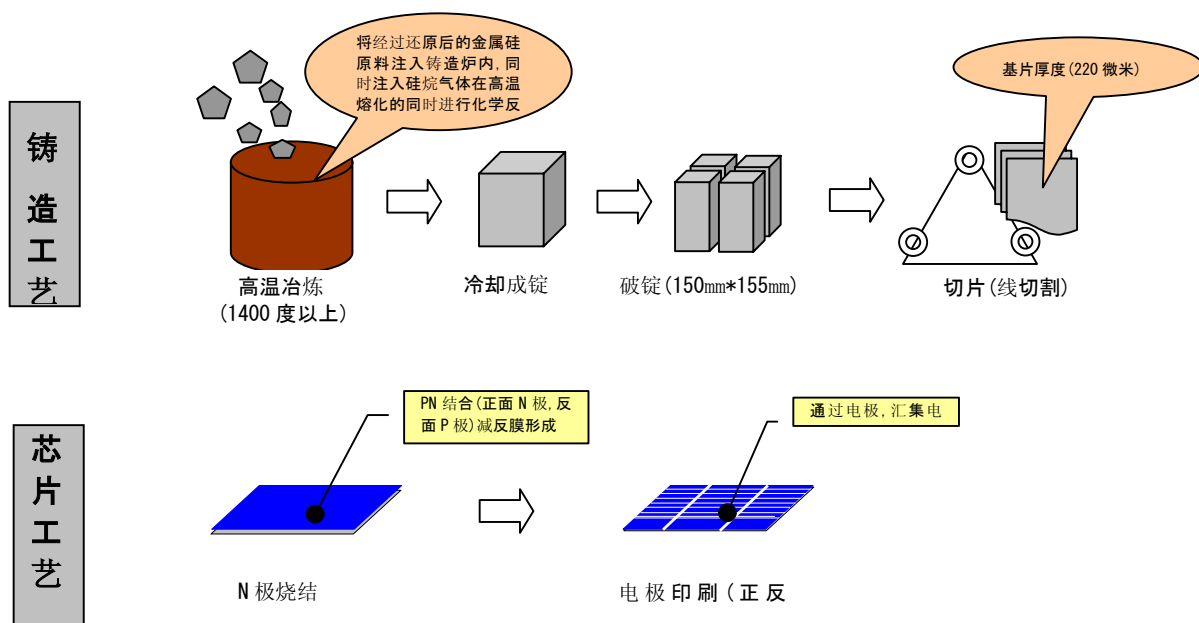 铸造工艺
将经过还原后的金属硅
原料注入铸造炉内,同
时注入硅烷气体在高温
熔化的同时进行化学反
基片厚度(220 微米)
高温冶炼
(1400 度以上)
冷却成锭
破锭(150mm*155mm)
切片(线切割)
芯片工艺
PN 结合(正面 N 极,反
面 P 极)减反膜形成
通过电极,汇集电
N 极烧结
电极印刷(正反